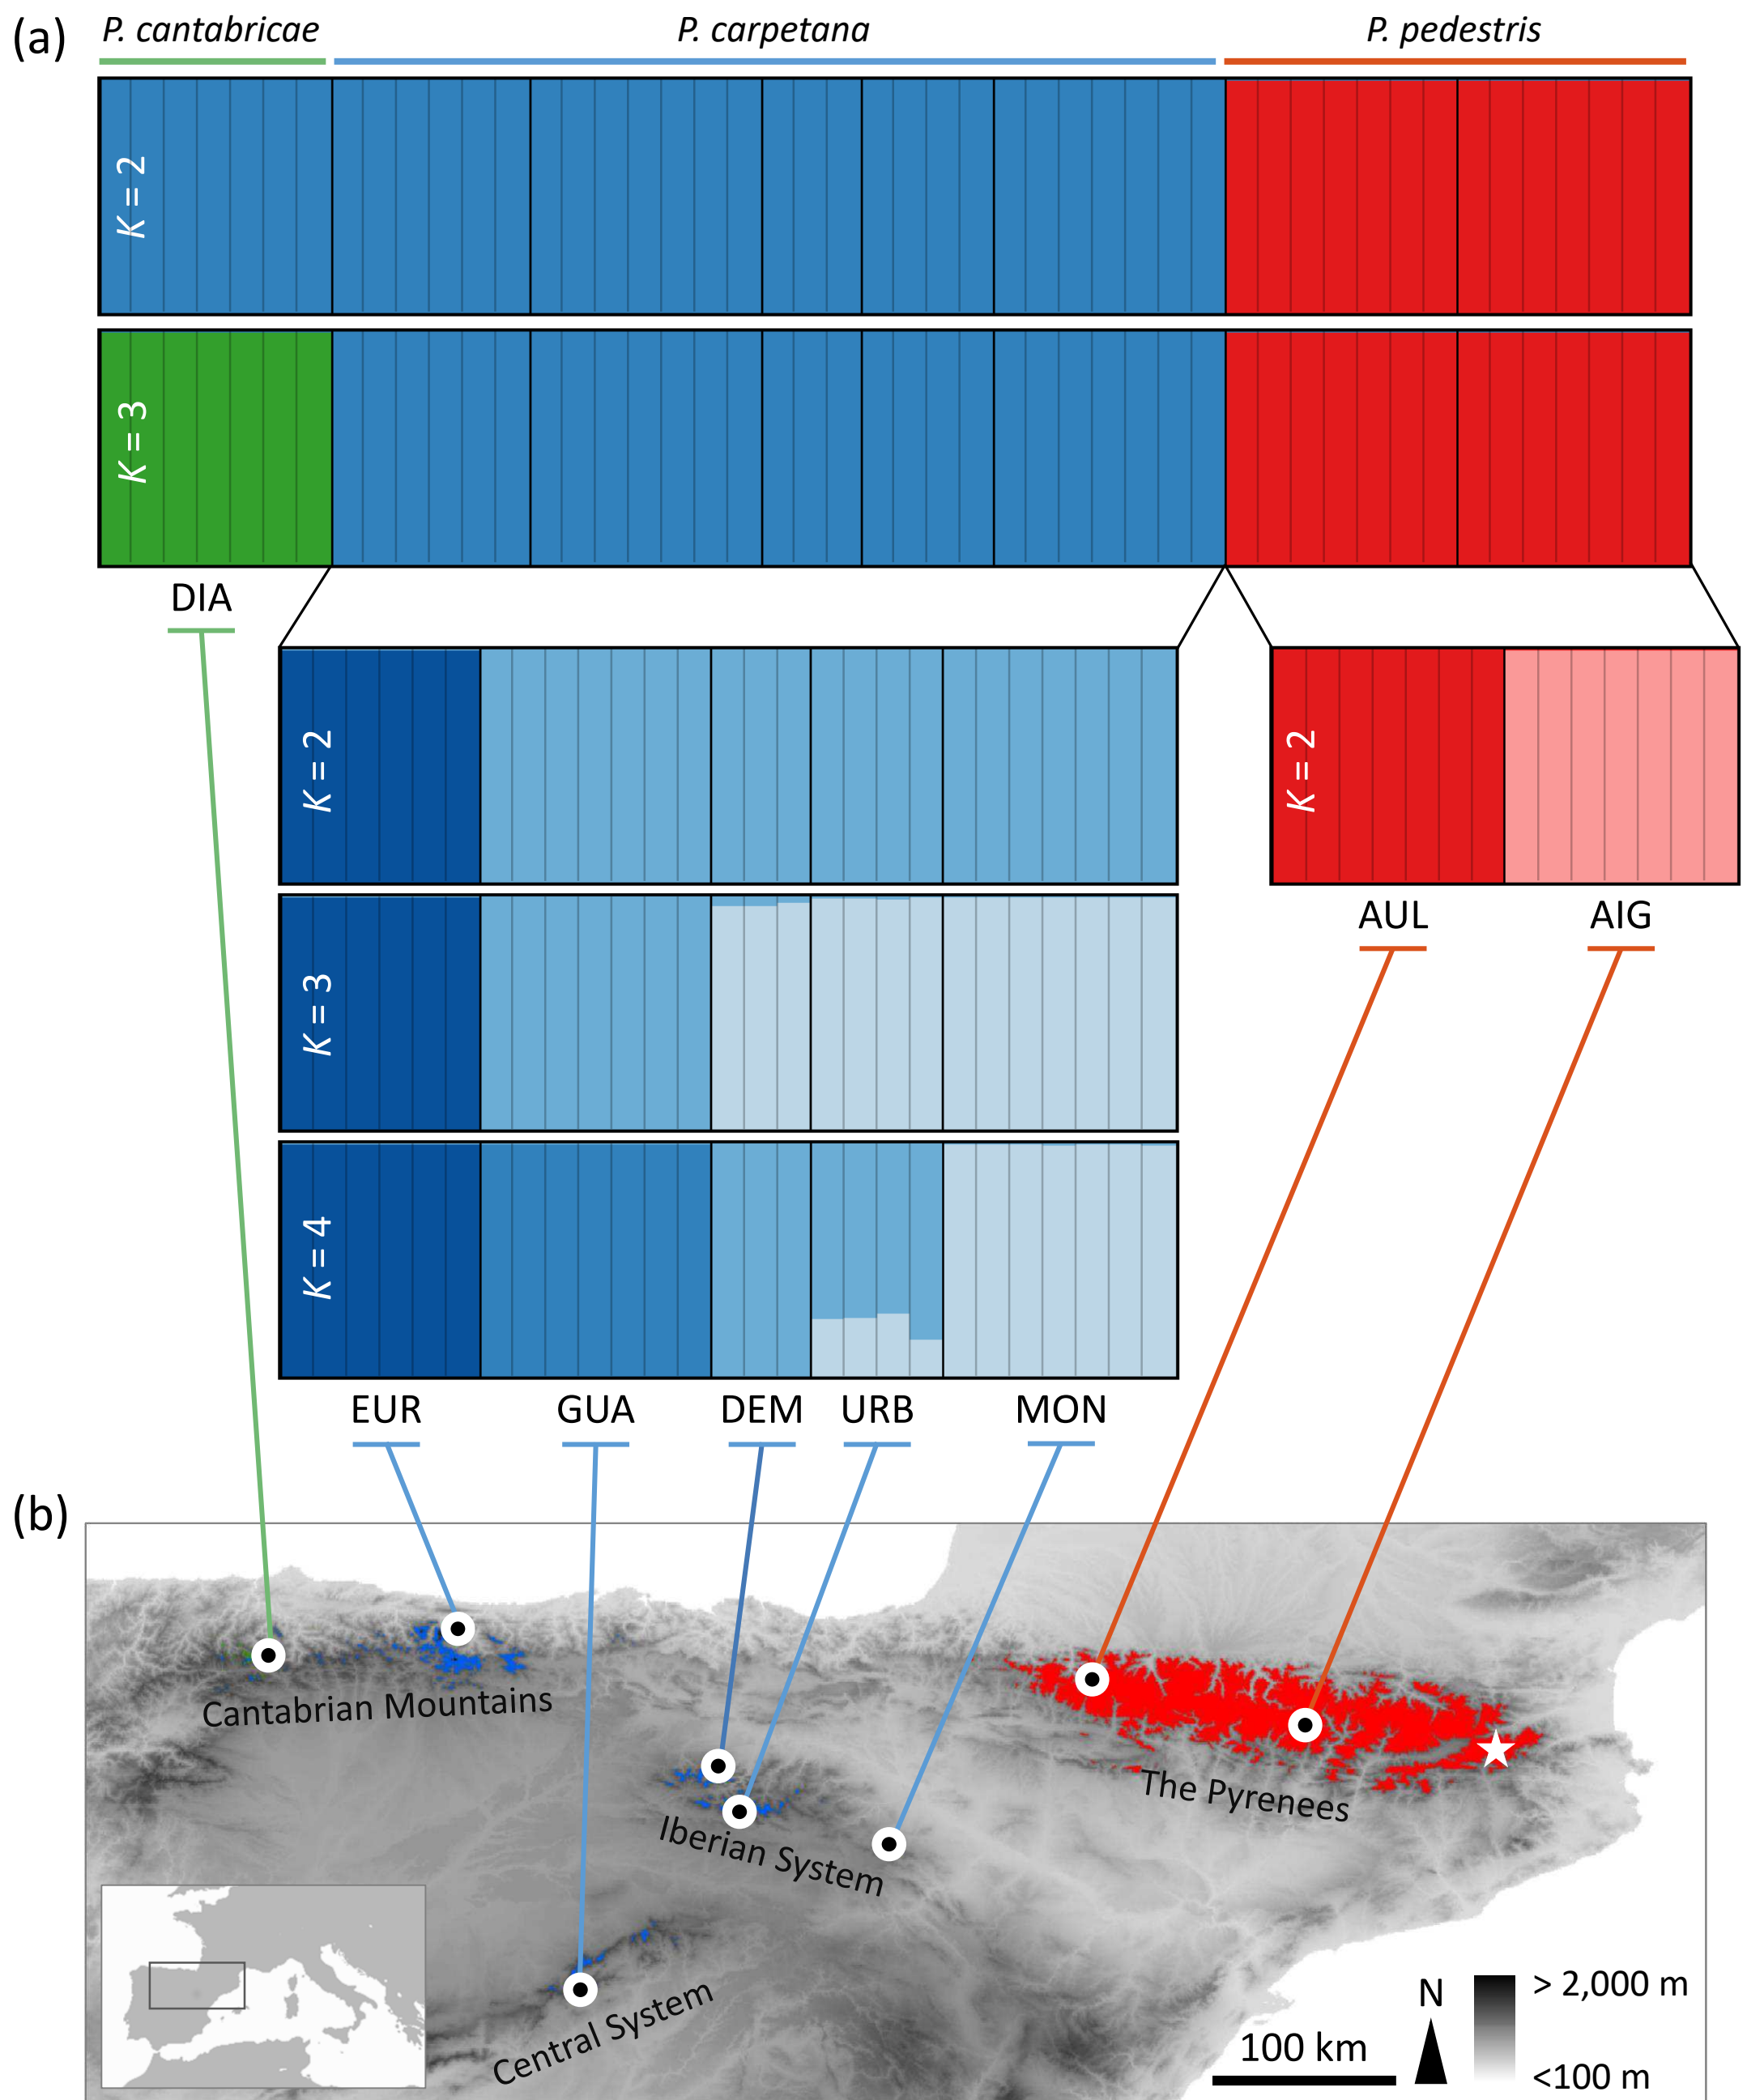 (a)
P. cantabricae
P. carpetana
P. pedestris
K = 2
K = 3
DIA
K = 2
K = 2
AUL
AIG
K = 3
K = 4
EUR
GUA
DEM
URB
MON
(b)
Cantabrian Mountains
The Pyrenees
Iberian System
Central System
N
> 2,000 m
100 km
<100 m